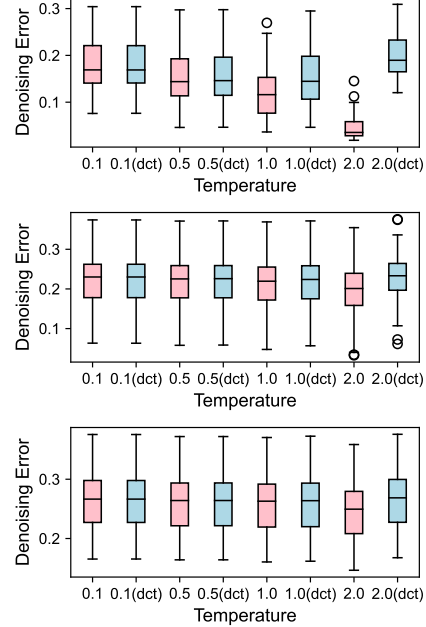 0.3
0.2
0.1
Denoising Error
0.1 0.1(dct) 0.5 0.5(dct) 1.0 1.0(dct) 2.0 2.0(dct)
Temperature
0.3
0.2
0.1
Denoising Error
0.1 0.1(dct) 0.5 0.5(dct) 1.0 1.0(dct) 2.0 2.0(dct)
Temperature
0.3
0.2
Denoising Error
0.1 0.1(dct) 0.5 0.5(dct) 1.0 1.0(dct) 2.0 2.0(dct)
Temperature